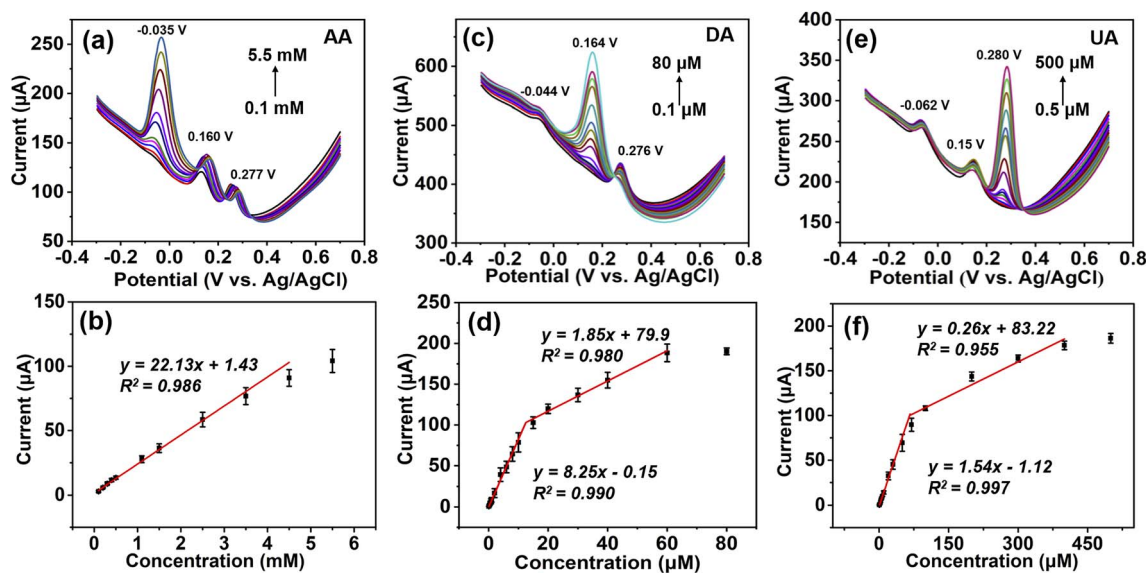 (a)
-0.035 V
AA
5.5 mM
0.1 mM
0.160 V
0.277 V
250
200
150
100
50
Current (µA)
-0.4 -0.2 0.0 0.2 0.4 0.6 0.8
Potential (V vs. Ag/AgCl)
(c)
0.164 V
DA
80 µM
0.1 µM
-0.044 V
0.276 V
600
500
400
300
Current (µA)
-0.4 -0.2 0.0 0.2 0.4 0.6 0.8
Potential (V vs. Ag/AgCl)
(e)
0.280 V
UA
500 µM
0.5 µM
-0.062 V
0.15 V
400
350
300
250
200
150
Current (µA)
-0.4 -0.2 0.0 0.2 0.4 0.6 0.8
Potential (V vs. Ag/AgCl)
(b)
y = 22.13x + 1.43
R² = 0.986
150
100
50
0
Current (µA)
0 1 2 3 4 5 6
Concentration (mM)
(d)
y = 1.85x + 79.9
R² = 0.980
y = 8.25x - 0.15
R² = 0.990
250
200
150
100
50
0
Current (µA)
0 20 40 60 80
Concentration (µM)
(f)
y = 0.26x + 83.22
R² = 0.955
y = 1.54x - 1.12
R² = 0.997
200
100
0
Current (µA)
0 150 300 450
Concentration (µM)